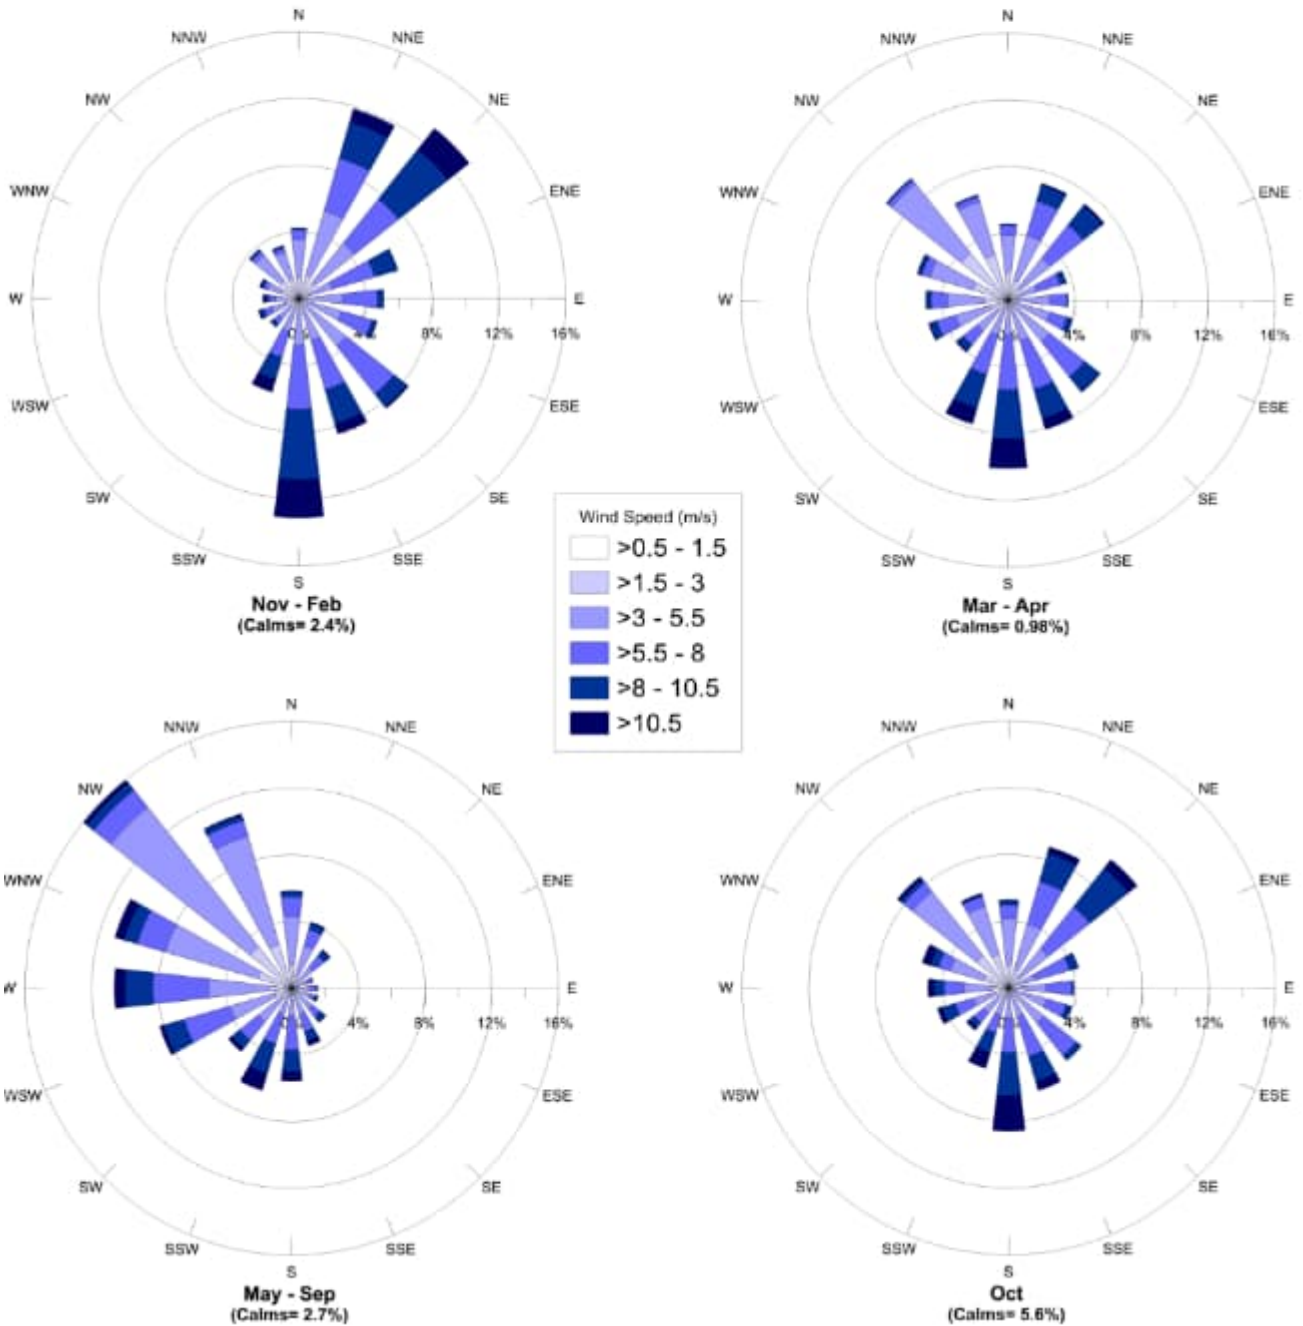 N
NNW
NNE
NW
NE
WNW
ENE
W
E
4%
8%
12%
16%
WSW
ESE
SW
SE
SSW
SSE
S
Nov - Feb
(Calms= 2.4%)
N
NNW
NNE
NW
NE
WNW
ENE
W
E
0%
4%
8%
12%
16%
WSW
ESE
SW
SE
SSW
SSE
S
Mar - Apr
(Calms= 0.98%)
Wind Speed (m/s)
>0.5 - 1.5
>1.5 - 3
>3 - 5.5
>5.5 - 8
>8 - 10.5
>10.5
N
NNW
NNE
NW
NE
WNW
ENE
W
E
4%
8%
12%
16%
WSW
ESE
SW
SE
SSW
SSE
S
May - Sep
(Calms= 2.7%)
N
NNW
NNE
NW
NE
WNW
ENE
W
E
0%
4%
8%
12%
16%
WSW
ESE
SW
SE
SSW
SSE
S
Oct
(Calms= 5.6%)